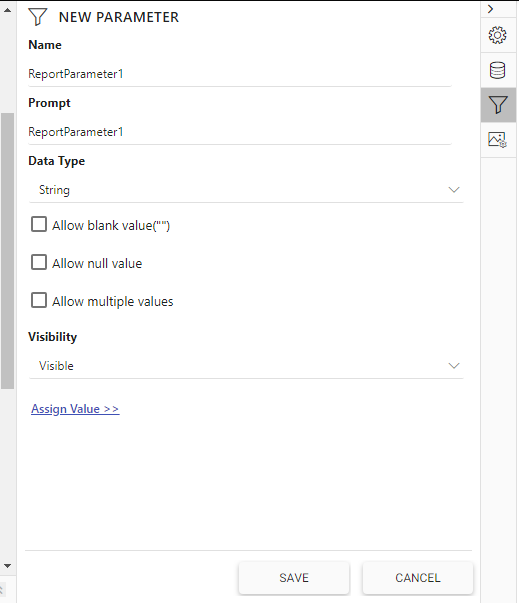 NEW PARAMETER
Name
ReportParameter1
Prompt
ReportParameter1
Data Type
String
Allow blank value("")
Allow null value
Allow multiple values
Visibility
Visible
Assign Value >>
SAVE CANCEL